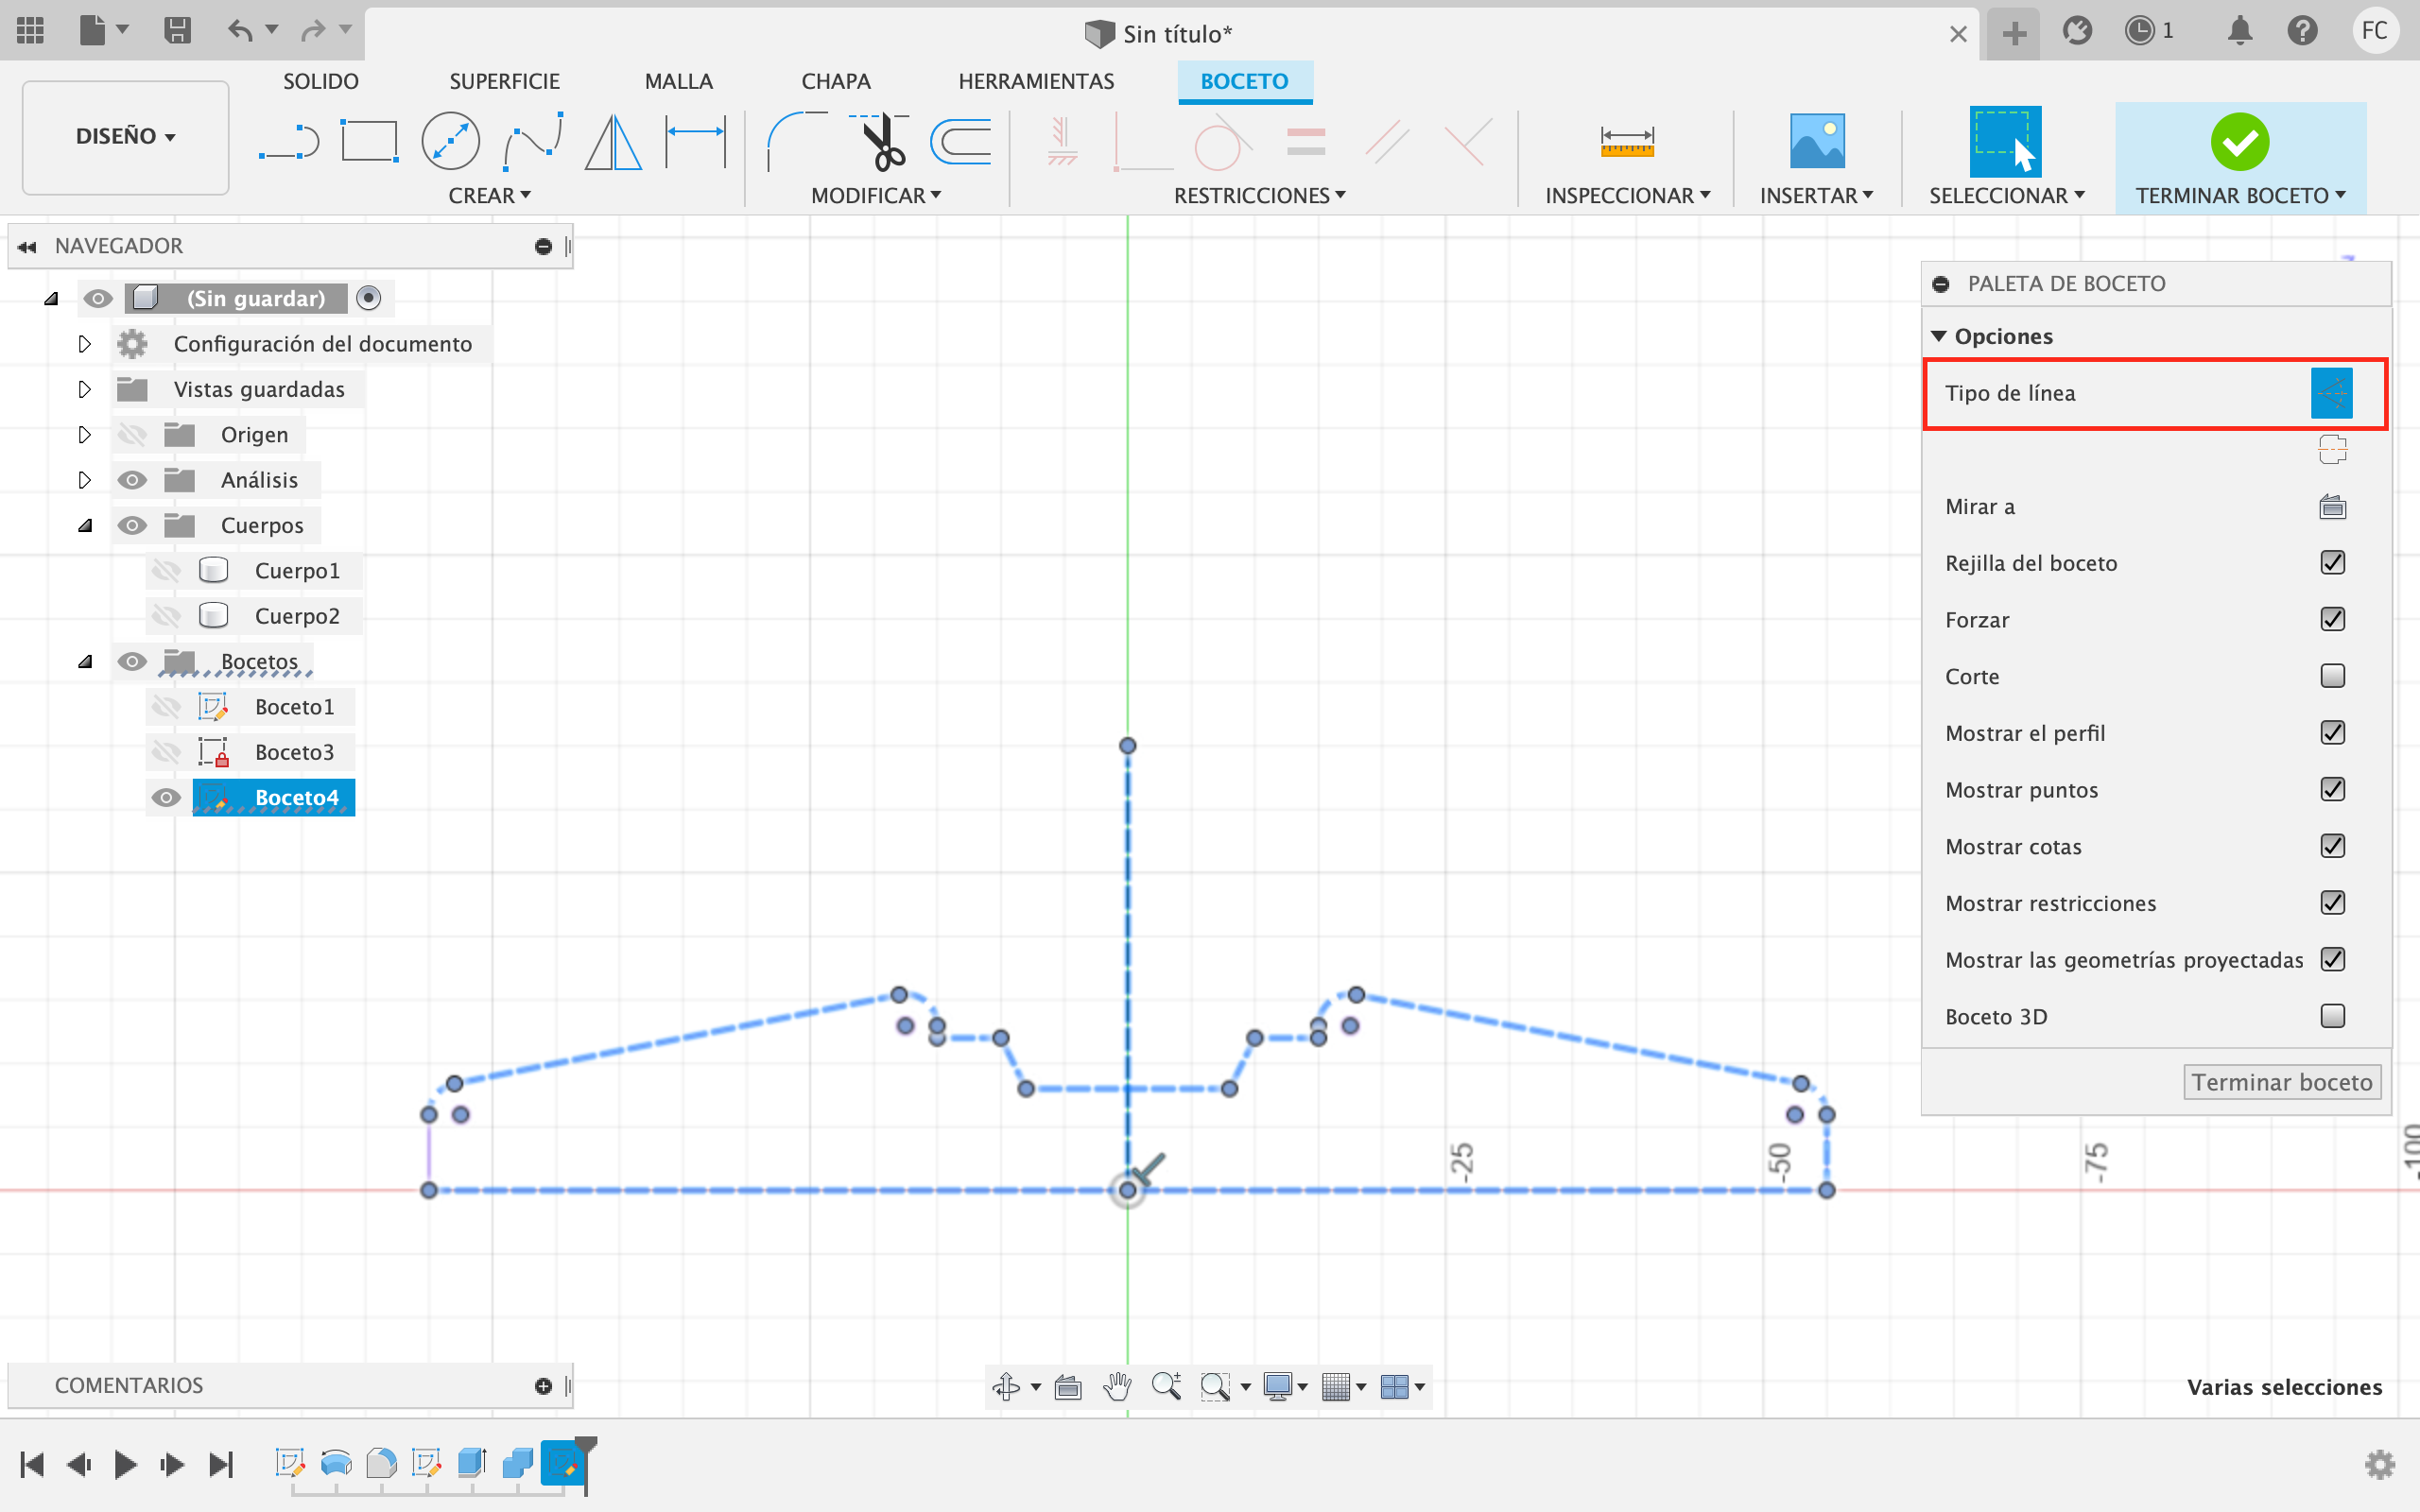 Sin título*
1
FC
DISEÑO
SOLIDO
SUPERFICIE
MALLA
CHAPA
HERRAMIENTAS
BOCETO
CREAR
MODIFICAR
RESTRICCIONES
INSPECCIONAR
INSERTAR
SELECCIONAR
TERMINAR BOCETO
NAVEGADOR
(Sin guardar)
Configuración del documento
Vistas guardadas
Origen
Análisis
Cuerpos
Cuerpo1
Cuerpo2
Bocetos
Boceto1
Boceto3
Boceto4
PALETA DE BOCETO
Opciones
Tipo de línea
Mirar a
Rejilla del boceto
Forzar
Corte
Mostrar el perfil
Mostrar puntos
Mostrar cotas
Mostrar restricciones
Mostrar las geometrías proyectadas
Boceto 3D
Terminar boceto
-25
-50
-75
-100
COMENTARIOS
Varias selecciones